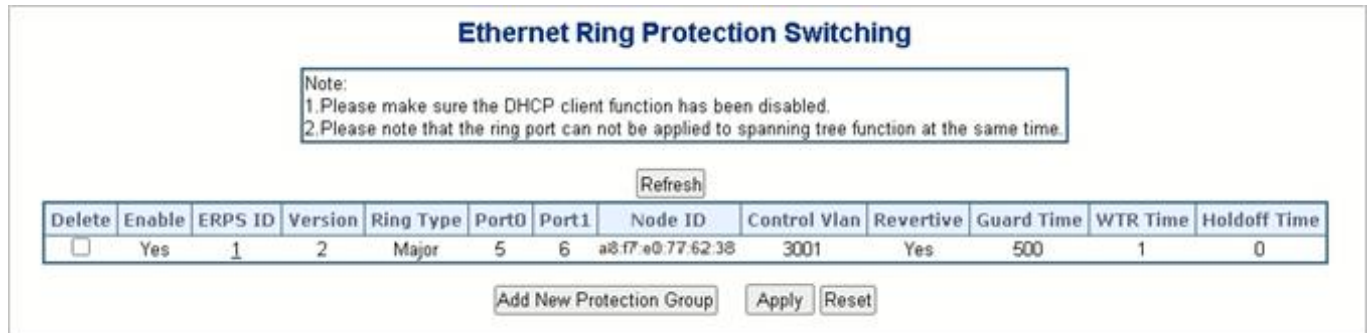 Ethernet Ring Protection Switching
Note:
1.Please make sure the DHCP client function has been disabled.
2.Please note that the ring port can not be applied to spanning tree function at the same time.
Refresh
Delete Enable ERPS ID Version Ring Type Port0 Port1 Node ID Control Vlan Revertive Guard Time WTR Time Holdoff Time
Yes 1 2 Major 5 6 a8:f7:e0:77:62:38 3001 Yes 500 1 0
Add New Protection Group Apply Reset